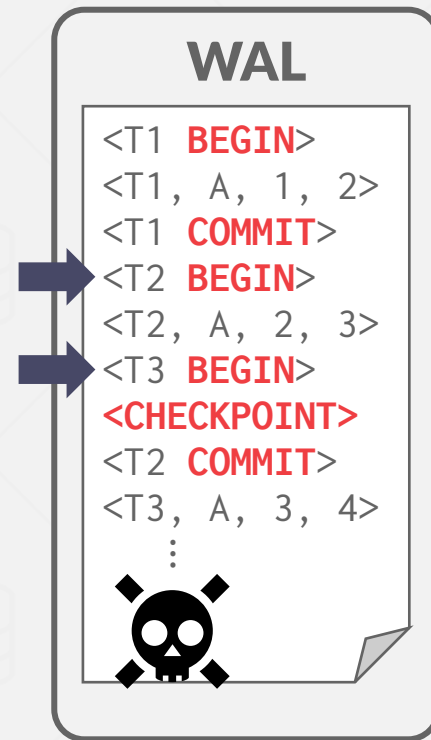 WAL
<T1 BEGIN>
<T1, A, 1, 2>
<T1 COMMIT>
<T2 BEGIN>
<T2, A, 2, 3>
<T3 BEGIN>
<CHECKPOINT>
<T2 COMMIT>
<T3, A, 3, 4>
⋮